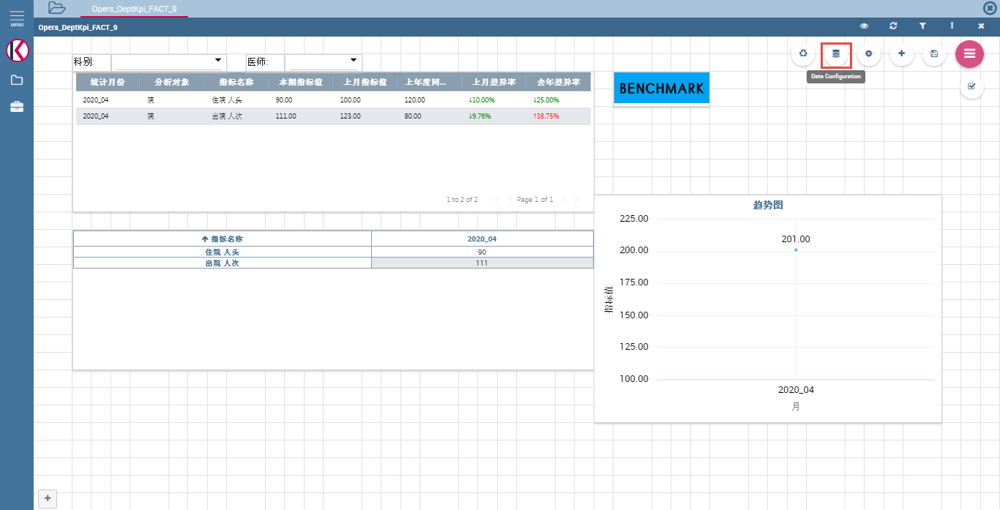 Opers_DeptKpi_FACT_9
MENU
Opers_DeptKpi_FACT_9
科别:
医师:
Data Configuration
统计月份 分析对象 指标名称 本期指标值 上月指标值 上年度同... 上月差异率 去年差异率
2020_04 院 住院 人头 90.00 100.00 120.00 ↓10.00% ↓25.00%
2020_04 院 出院 人次 111.00 123.00 80.00 ↓9.76% ↑38.75%
1 to 2 of 2 Page 1 of 1
BENCHMARK
↑ 指标名称 2020_04
住院 人头 90
出院 人次 111
趋势图
225.00
201.00
200.00
175.00
指标值
150.00
125.00
100.00
2020_04
月